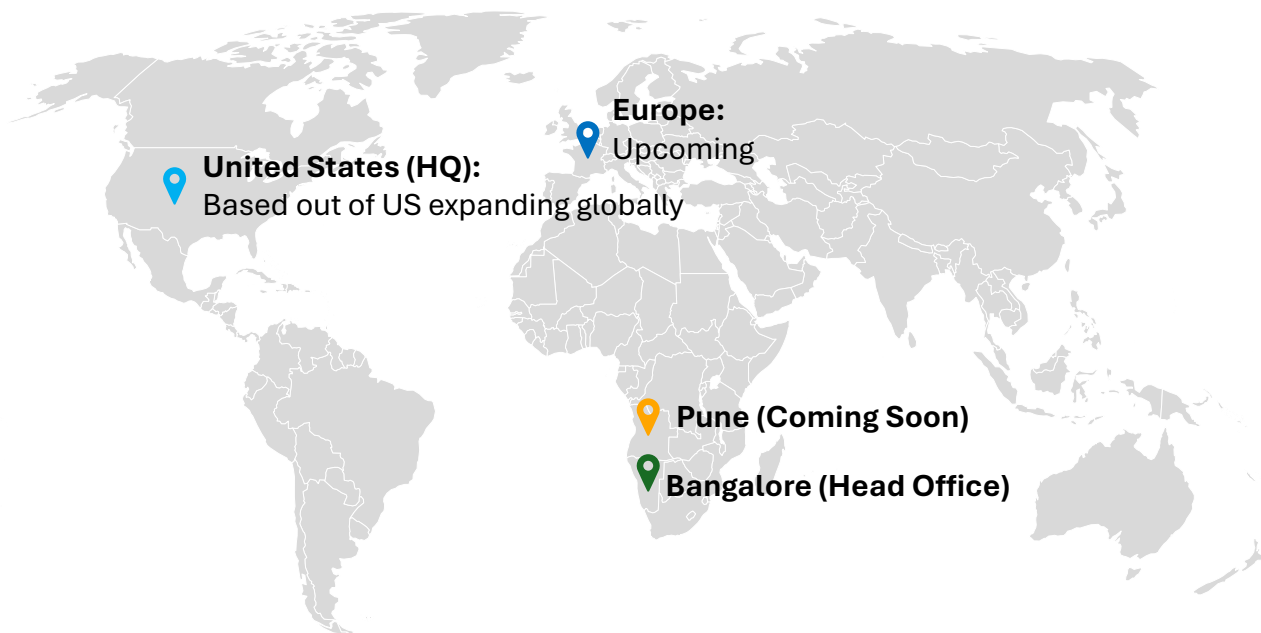 Europe:
Upcoming
United States (HQ):
Based out of US expanding globally
Pune (Coming Soon)
Bangalore (Head Office)